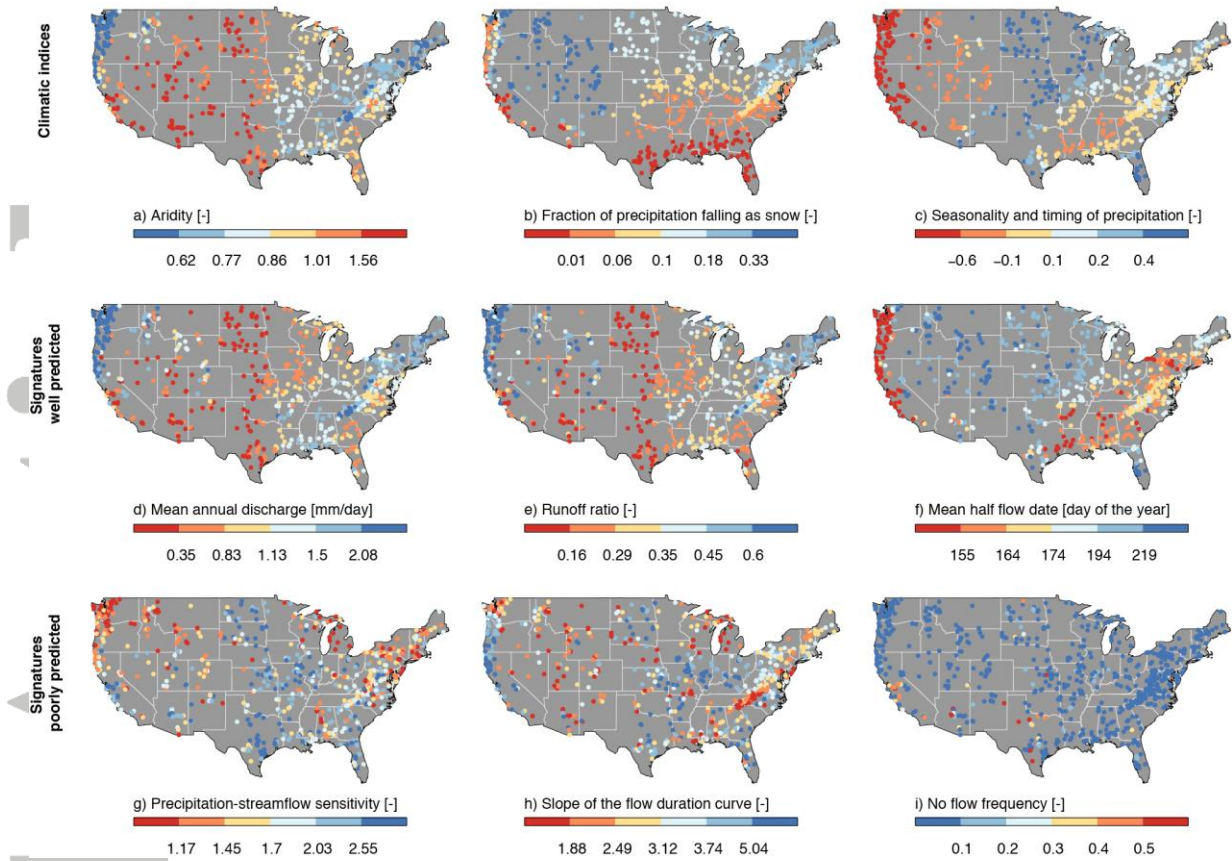 Climatic indices
a) Aridity [-]
0.62 0.77 0.86 1.01 1.56
b) Fraction of precipitation falling as snow [-]
0.01 0.06 0.1 0.18 0.33
c) Seasonality and timing of precipitation [-]
−0.6 −0.1 0.1 0.2 0.4
Signatures
well predicted
d) Mean annual discharge [mm/day]
0.35 0.83 1.13 1.5 2.08
e) Runoff ratio [-]
0.16 0.29 0.35 0.45 0.6
f) Mean half flow date [day of the year]
155 164 174 194 219
Signatures
poorly predicted
g) Precipitation-streamflow sensitivity [-]
1.17 1.45 1.7 2.03 2.55
h) Slope of the flow duration curve [-]
1.88 2.49 3.12 3.74 5.04
i) No flow frequency [-]
0.1 0.2 0.3 0.4 0.5